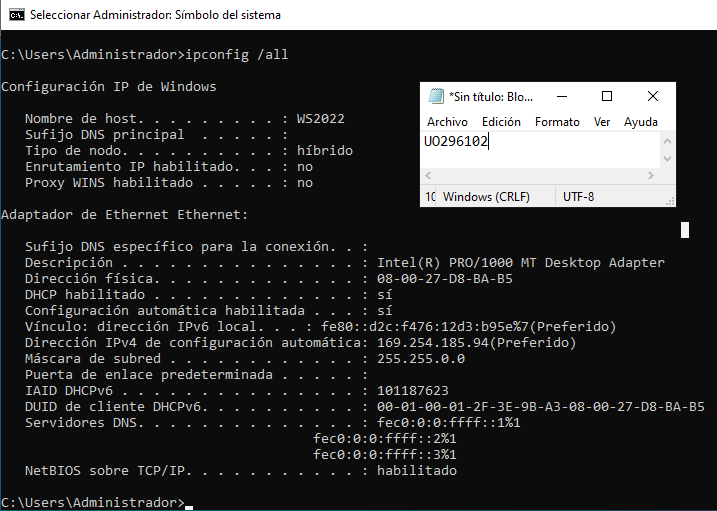 Seleccionar Administrador: Símbolo del sistema
C:\Users\Administrador>ipconfig /all
Configuración IP de Windows
Nombre de host. . . . . . . . . : WS2022
Sufijo DNS principal  . . . . . :
Tipo de nodo. . . . . . . . . . : híbrido
Enrutamiento IP habilitado. . . : no
Proxy WINS habilitado . . . . . : no
Adaptador de Ethernet Ethernet:
Sufijo DNS específico para la conexión. . :
Descripción . . . . . . . . . . . . . . . : Intel(R) PRO/1000 MT Desktop Adapter
Dirección física. . . . . . . . . . . . . : 08-00-27-D8-BA-B5
DHCP habilitado . . . . . . . . . . . . . : sí
Configuración automática habilitada . . . : sí
Vínculo: dirección IPv6 local. . . : fe80::d2c:f476:12d3:b95e%7(Preferido)
Dirección IPv4 de configuración automática: 169.254.185.94(Preferido)
Máscara de subred . . . . . . . . . . . . : 255.255.0.0
Puerta de enlace predeterminada . . . . . :
IAID DHCPv6 . . . . . . . . . . . . . . . : 101187623
DUID de cliente DHCPv6. . . . . . . . . . : 00-01-00-01-2F-3E-9B-A3-08-00-27-D8-BA-B5
Servidores DNS. . . . . . . . . . . . . . : fec0:0:0:ffff::1%1
fec0:0:0:ffff::2%1
fec0:0:0:ffff::3%1
NetBIOS sobre TCP/IP. . . . . . . . . . . : habilitado
C:\Users\Administrador>
*Sin título: Blo...
Archivo Edición Formato Ver Ayuda
UO296102
Windows (CRLF) UTF-8